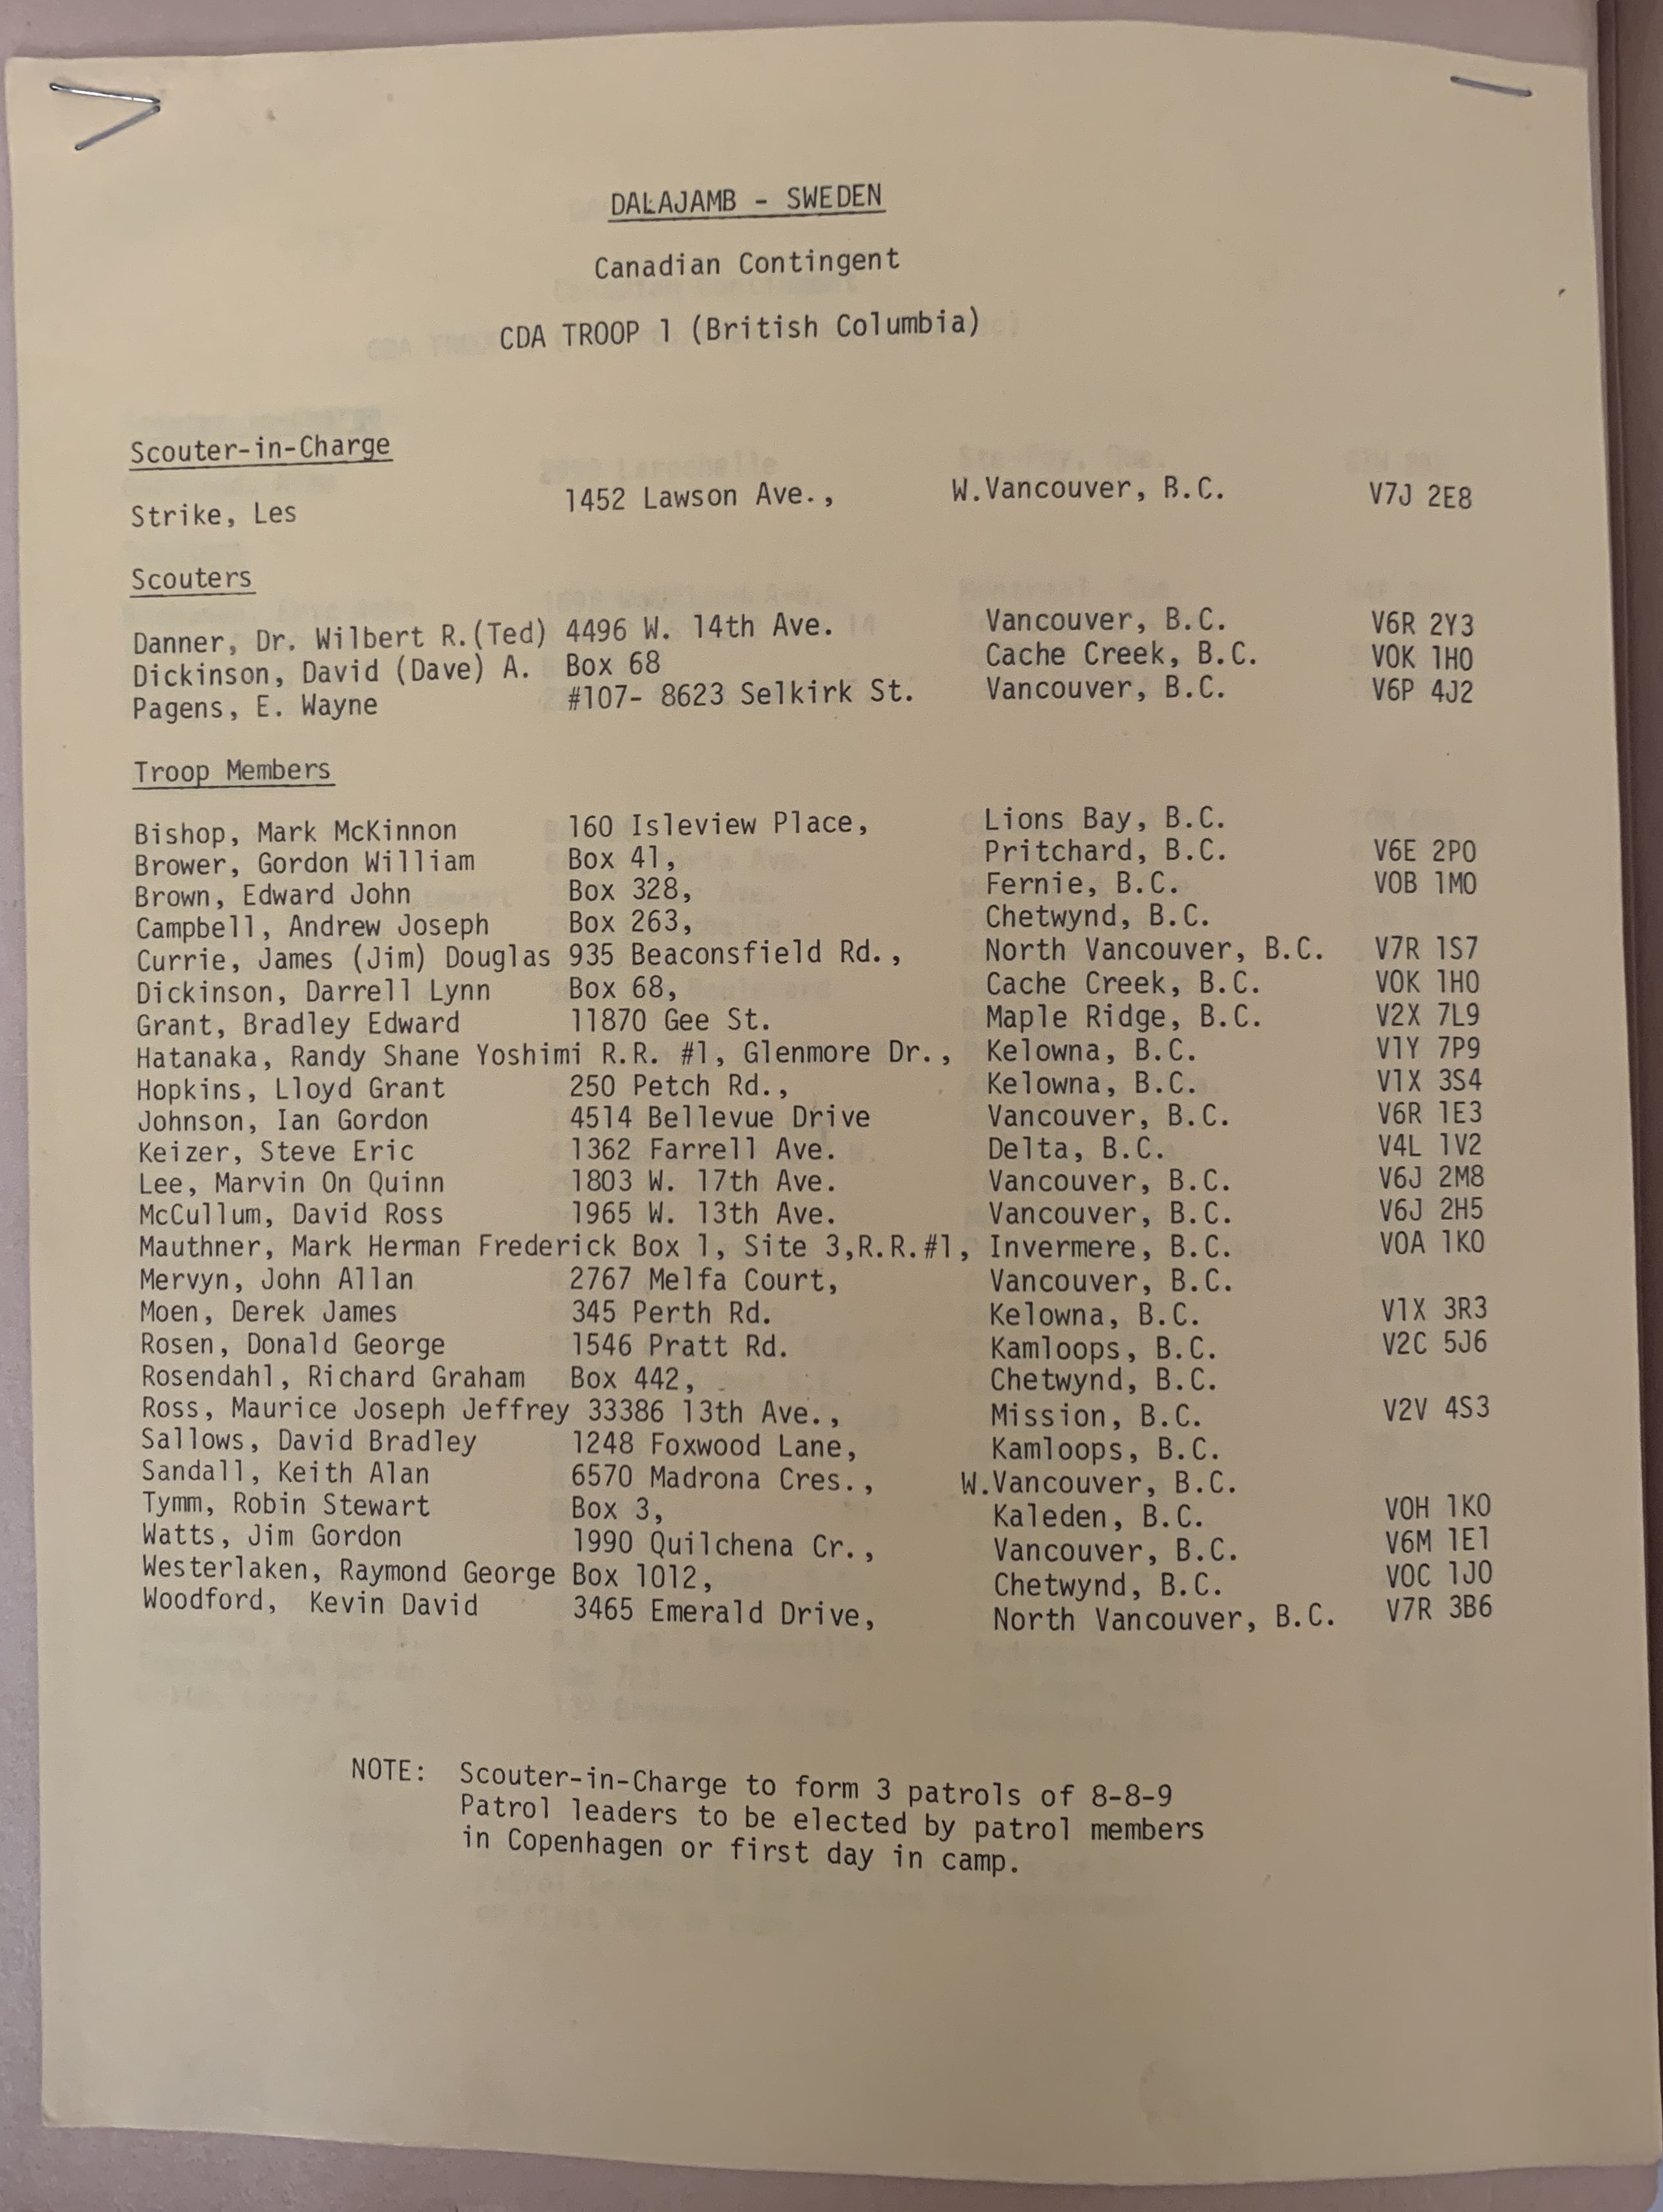 DALAJAMB - SWEDEN
Canadian Contingent
CDA TROOP 1 (British Columbia)
Scouter-in-Charge
Strike, Les 1452 Lawson Ave., W.Vancouver, B.C. V7J 2E8
Scouters
Danner, Dr. Wilbert R.(Ted) 4496 W. 14th Ave. Vancouver, B.C. V6R 2Y3
Dickinson, David (Dave) A. Box 68 Cache Creek, B.C. VOK 1HO
Pagens, E. Wayne #107- 8623 Selkirk St. Vancouver, B.C. V6P 4J2
Troop Members
Bishop, Mark McKinnon 160 Isleview Place, Lions Bay, B.C.
Brower, Gordon William Box 41, Pritchard, B.C. V6E 2PO
Brown, Edward John Box 328, Fernie, B.C. VOB 1MO
Campbell, Andrew Joseph Box 263, Chetwynd, B.C.
Currie, James (Jim) Douglas 935 Beaconsfield Rd., North Vancouver, B.C. V7R 1S7
Dickinson, Darrell Lynn Box 68, Cache Creek, B.C. VOK 1HO
Grant, Bradley Edward 11870 Gee St. Maple Ridge, B.C. V2X 7L9
Hatanaka, Randy Shane Yoshimi R.R. #1, Glenmore Dr., Kelowna, B.C. V1Y 7P9
Hopkins, Lloyd Grant 250 Petch Rd., Kelowna, B.C. V1X 3S4
Johnson, Ian Gordon 4514 Bellevue Drive Vancouver, B.C. V6R 1E3
Keizer, Steve Eric 1362 Farrell Ave. Delta, B.C. V4L 1V2
Lee, Marvin On Quinn 1803 W. 17th Ave. Vancouver, B.C. V6J 2M8
McCullum, David Ross 1965 W. 13th Ave. Vancouver, B.C. V6J 2H5
Mauthner, Mark Herman Frederick Box 1, Site 3,R.R.#1, Invermere, B.C. VOA 1KO
Mervyn, John Allan 2767 Melfa Court, Vancouver, B.C.
Moen, Derek James 345 Perth Rd. Kelowna, B.C. V1X 3R3
Rosen, Donald George 1546 Pratt Rd. Kamloops, B.C. V2C 5J6
Rosendahl, Richard Graham Box 442, Chetwynd, B.C.
Ross, Maurice Joseph Jeffrey 33386 13th Ave., Mission, B.C. V2V 4S3
Sallows, David Bradley 1248 Foxwood Lane, Kamloops, B.C.
Sandall, Keith Alan 6570 Madrona Cres., W.Vancouver, B.C.
Tymm, Robin Stewart Box 3, Kaleden, B.C. VOH 1KO
Watts, Jim Gordon 1990 Quilchena Cr., Vancouver, B.C. V6M 1E1
Westerlaken, Raymond George Box 1012, Chetwynd, B.C. VOC 1JO
Woodford, Kevin David 3465 Emerald Drive, North Vancouver, B.C. V7R 3B6
NOTE: Scouter-in-Charge to form 3 patrols of 8-8-9
Patrol leaders to be elected by patrol members
in Copenhagen or first day in camp.